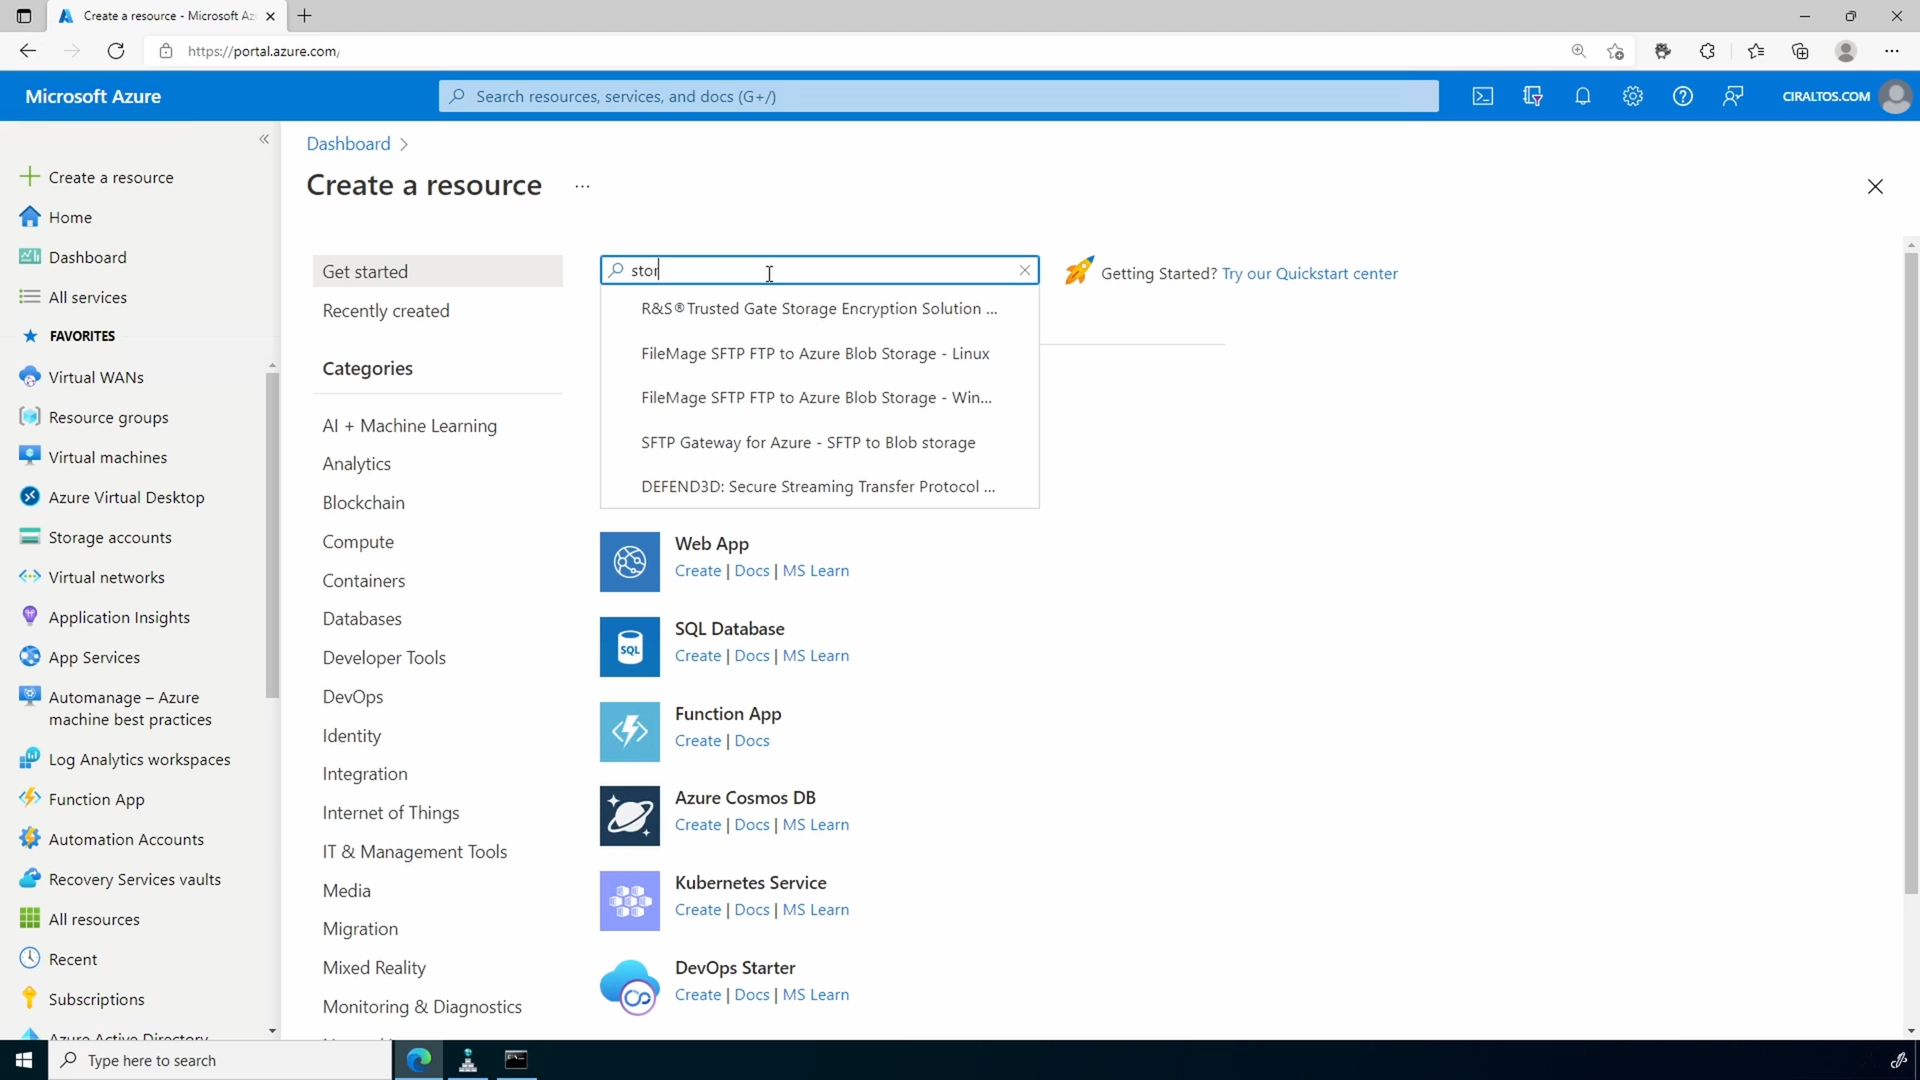 Create a resource - Microsoft Az
https://portal.azure.com/
Microsoft Azure
Search resources, services, and docs (G+/)
CIRALTOS.COM
Dashboard
Create a resource
Create a resource
Home
Dashboard
All services
FAVORITES
Virtual WANs
Resource groups
Virtual machines
Azure Virtual Desktop
Storage accounts
Virtual networks
Application Insights
App Services
Automanage – Azure
machine best practices
Log Analytics workspaces
Function App
Automation Accounts
Recovery Services vaults
All resources
Recent
Subscriptions
Azure Active Directory
Get started
Recently created
Categories
AI + Machine Learning
Analytics
Blockchain
Compute
Containers
Databases
Developer Tools
DevOps
Identity
Integration
Internet of Things
IT & Management Tools
Media
Migration
Mixed Reality
Monitoring & Diagnostics
stor
R&S®Trusted Gate Storage Encryption Solution ...
FileMage SFTP FTP to Azure Blob Storage - Linux
FileMage SFTP FTP to Azure Blob Storage - Win...
SFTP Gateway for Azure - SFTP to Blob storage
DEFEND3D: Secure Streaming Transfer Protocol ...
Getting Started? Try our Quickstart center
Web App
Create | Docs | MS Learn
SQL
SQL Database
Create | Docs | MS Learn
Function App
Create | Docs
Azure Cosmos DB
Create | Docs | MS Learn
Kubernetes Service
Create | Docs | MS Learn
DevOps Starter
Create | Docs | MS Learn
Type here to search